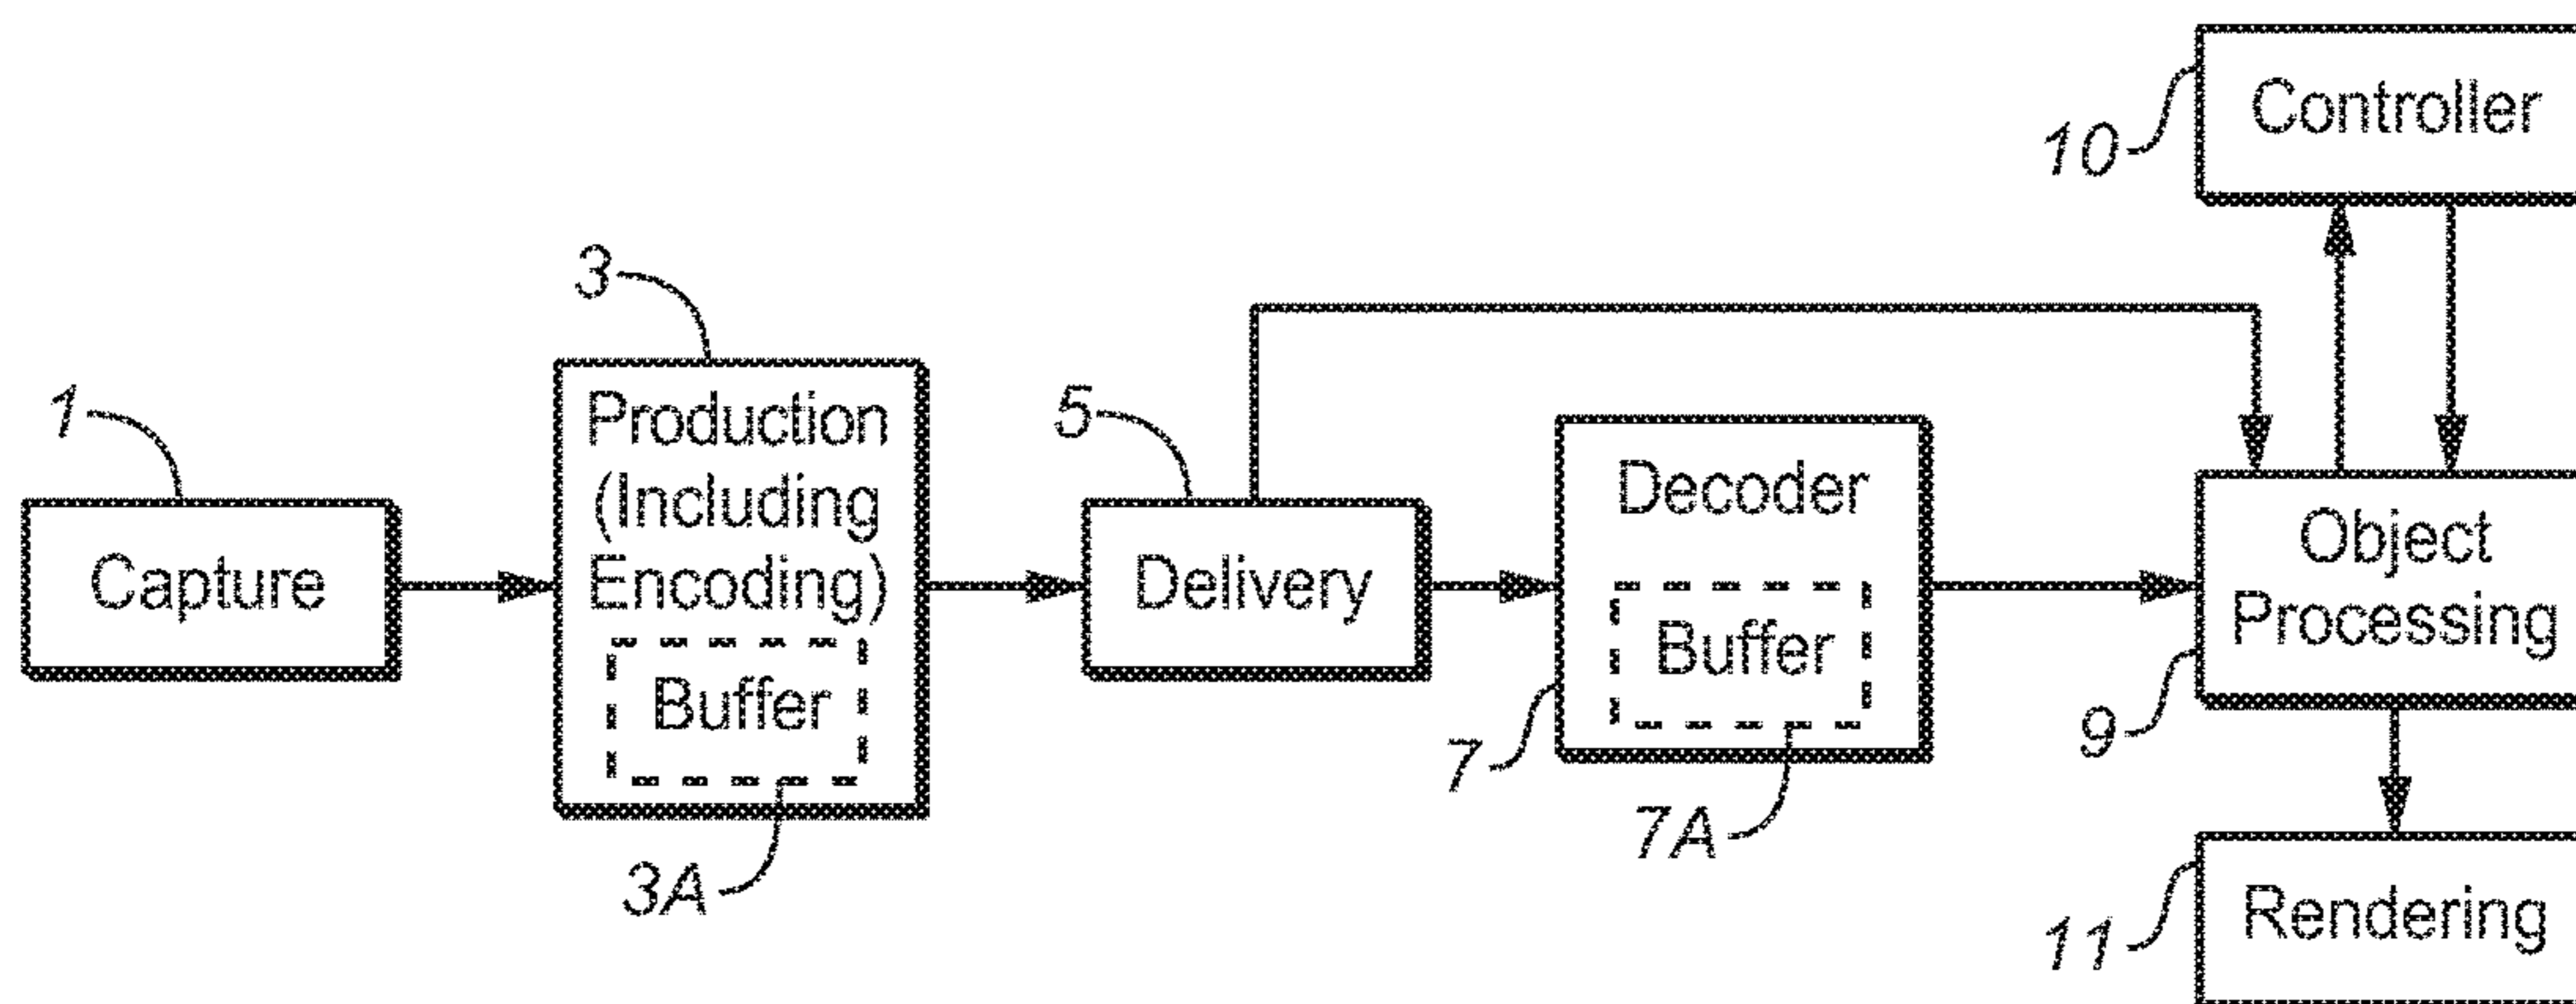 10
Controller
3
1
Production
(Including
Encoding)
Buffer
3A
Capture
5
Delivery
Decoder
Buffer
7
7A
Object
Processing
9
11
Rendering